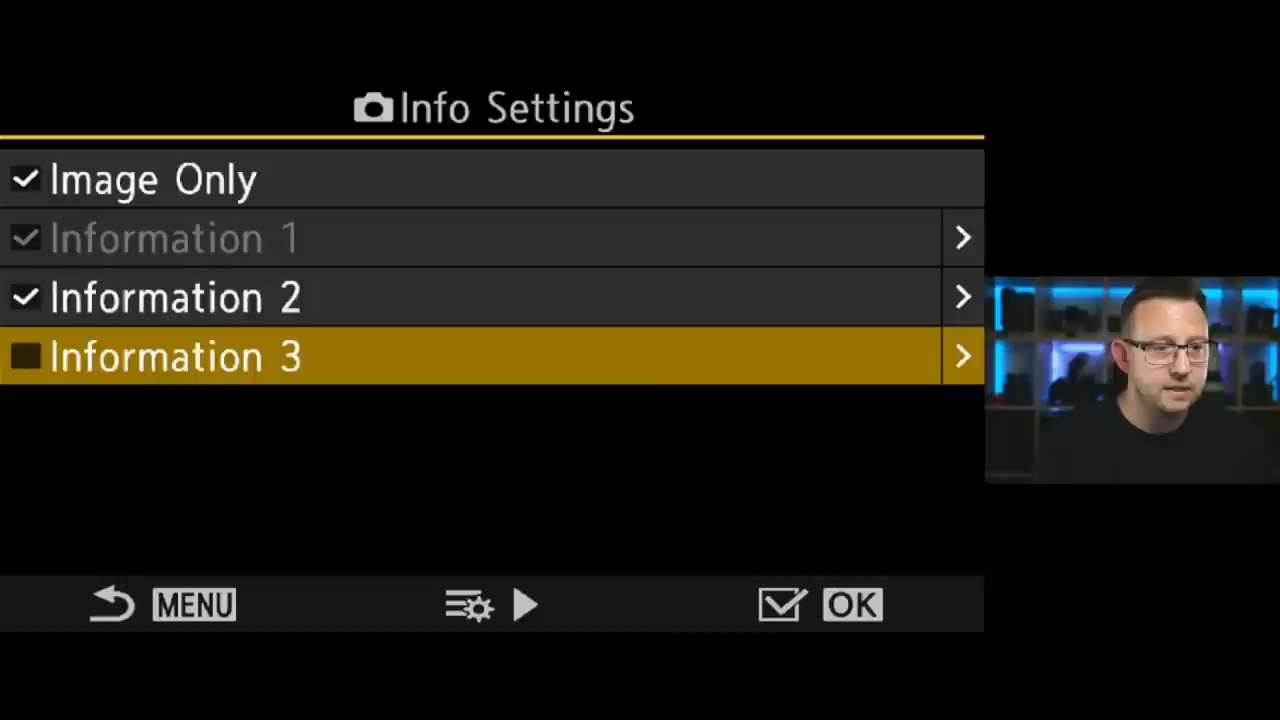 Info Settings
Image Only
Information 1
Information 2
Information 3
MENU
OK